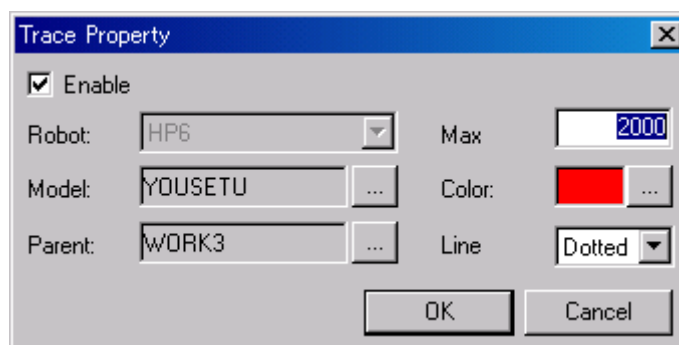 Trace Property
Enable
Robot: HP6 Max 2000
Model: YOUSETU ... Color: ...
Parent: WORK3 ... Line Dotted
OK Cancel